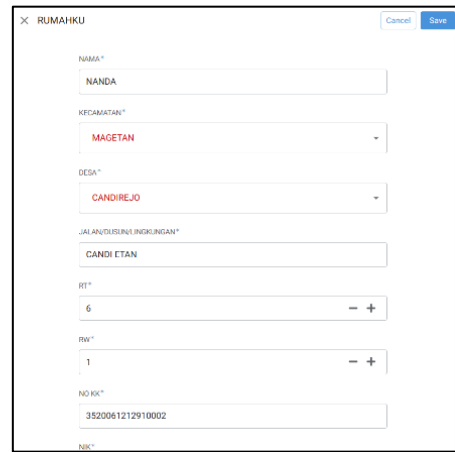 × RUMAHKU Cancel Save
NAMA*
NANDA
KECAMATAN*
MAGETAN
DESA*
CANDIREJO
JALAN/DUSUN/LINGKUNGAN*
CANDI ETAN
RT*
6 − +
RW*
1 − +
NO KK*
3520061212910002
NIK*